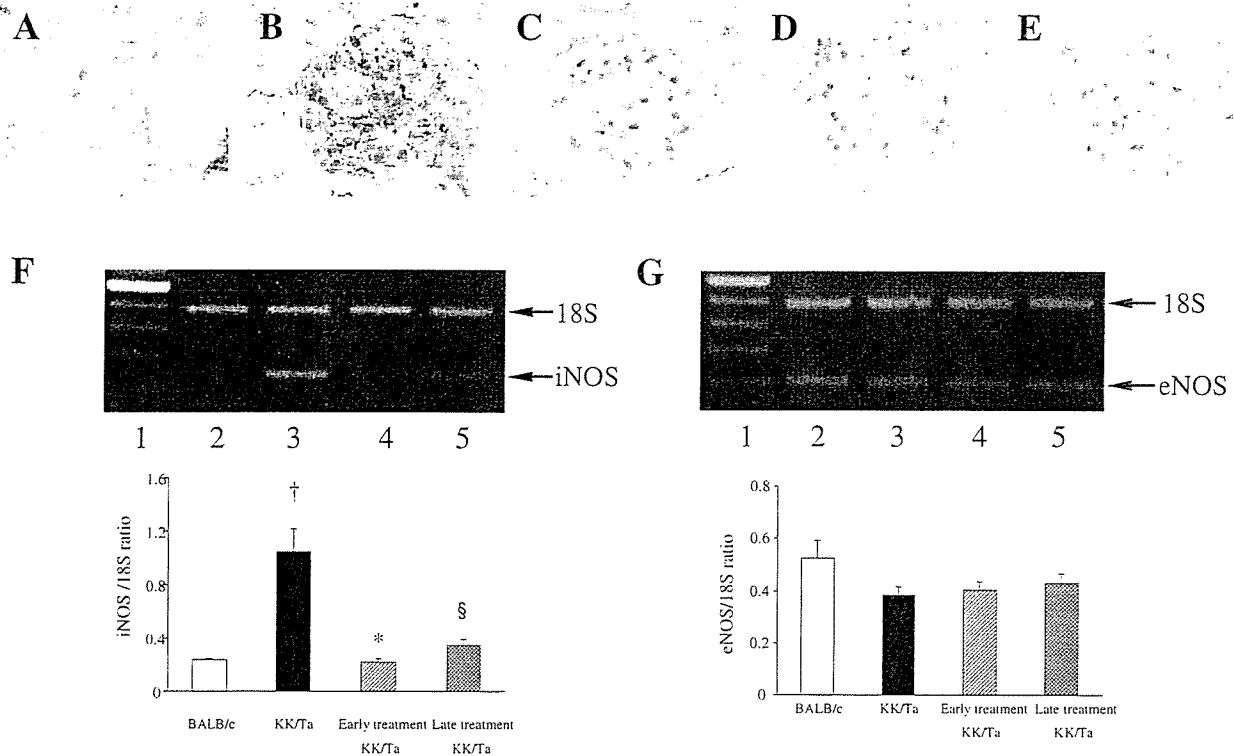 A B C D E
F G
18S
iNOS
18S
eNOS
1 2 3 4 5
1 2 3 4 5
iNOS /18S ratio
1.6
1.2
0.8
0.4
0
†
*
§
BALB/c KK/Ta Early treatment KK/Ta Late treatment KK/Ta
eNOS/18S ratio
0.8
0.6
0.4
0.2
0
BALB/c KK/Ta Early treatment KK/Ta Late treatment KK/Ta